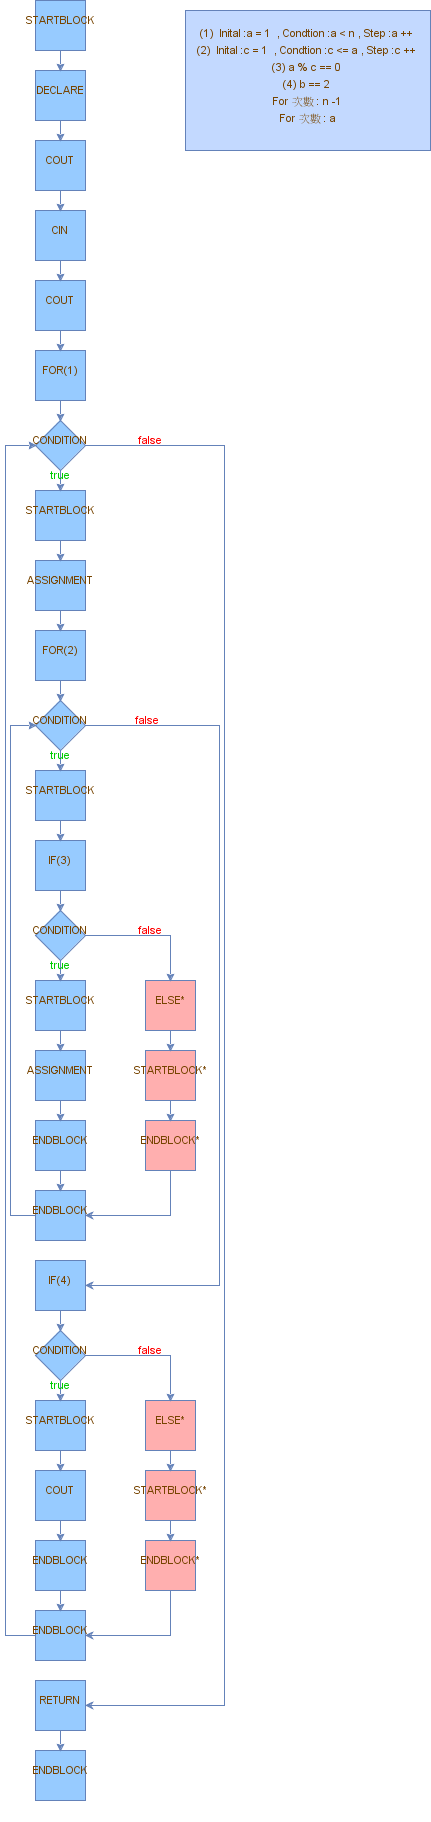 STARTBLOCK
(1) Inital :a = 1 , Condtion :a < n , Step :a ++
(2) Inital :c = 1 , Condtion :c <= a , Step :c ++
(3) a % c == 0
(4) b == 2
For 次數 : n -1
For 次數 : a
DECLARE
COUT
CIN
COUT
FOR(1)
CONDITION
false
true
STARTBLOCK
ASSIGNMENT
FOR(2)
CONDITION
false
true
STARTBLOCK
IF(3)
CONDITION
false
true
STARTBLOCK
ELSE*
ASSIGNMENT
STARTBLOCK*
ENDBLOCK
ENDBLOCK*
ENDBLOCK
IF(4)
CONDITION
false
true
STARTBLOCK
ELSE*
COUT
STARTBLOCK*
ENDBLOCK
ENDBLOCK*
ENDBLOCK
RETURN
ENDBLOCK